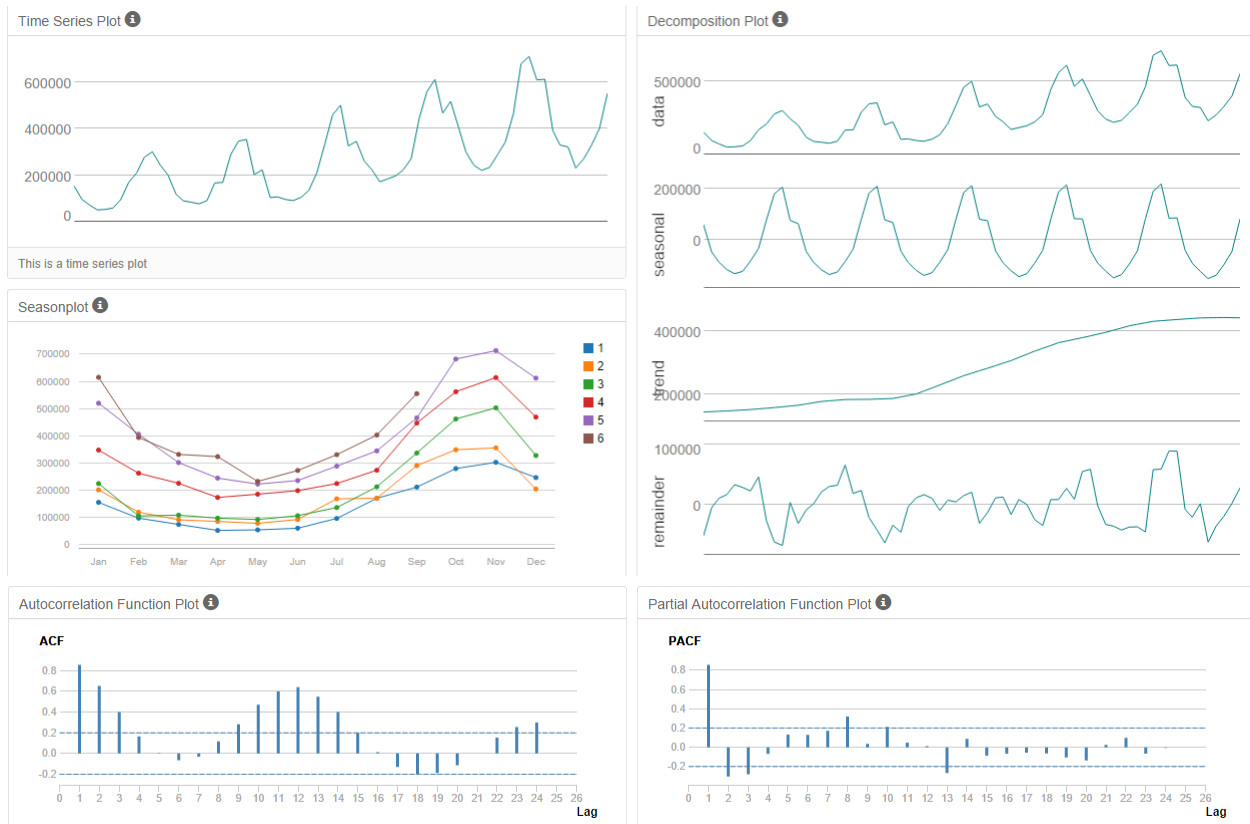 Time Series Plot
600000
400000
200000
0
This is a time series plot
Seasonplot
700000
600000
500000
400000
300000
200000
100000
0
Jan Feb Mar Apr May Jun Jul Aug Sep Oct Nov Dec
1
2
3
4
5
6
Decomposition Plot
data
500000
0
seasonal
200000
0
trend
400000
200000
remainder
100000
0
Autocorrelation Function Plot
ACF
0.8
0.6
0.4
0.2
0.0
-0.2
0 1 2 3 4 5 6 7 8 9 10 11 12 13 14 15 16 17 18 19 20 22 23 24 25 26
Lag
Partial Autocorrelation Function Plot
PACF
0.8
0.6
0.4
0.2
0.0
-0.2
0 1 2 3 4 5 6 7 8 9 10 11 12 13 14 15 16 17 18 19 20 21 22 23 24 25 26
Lag